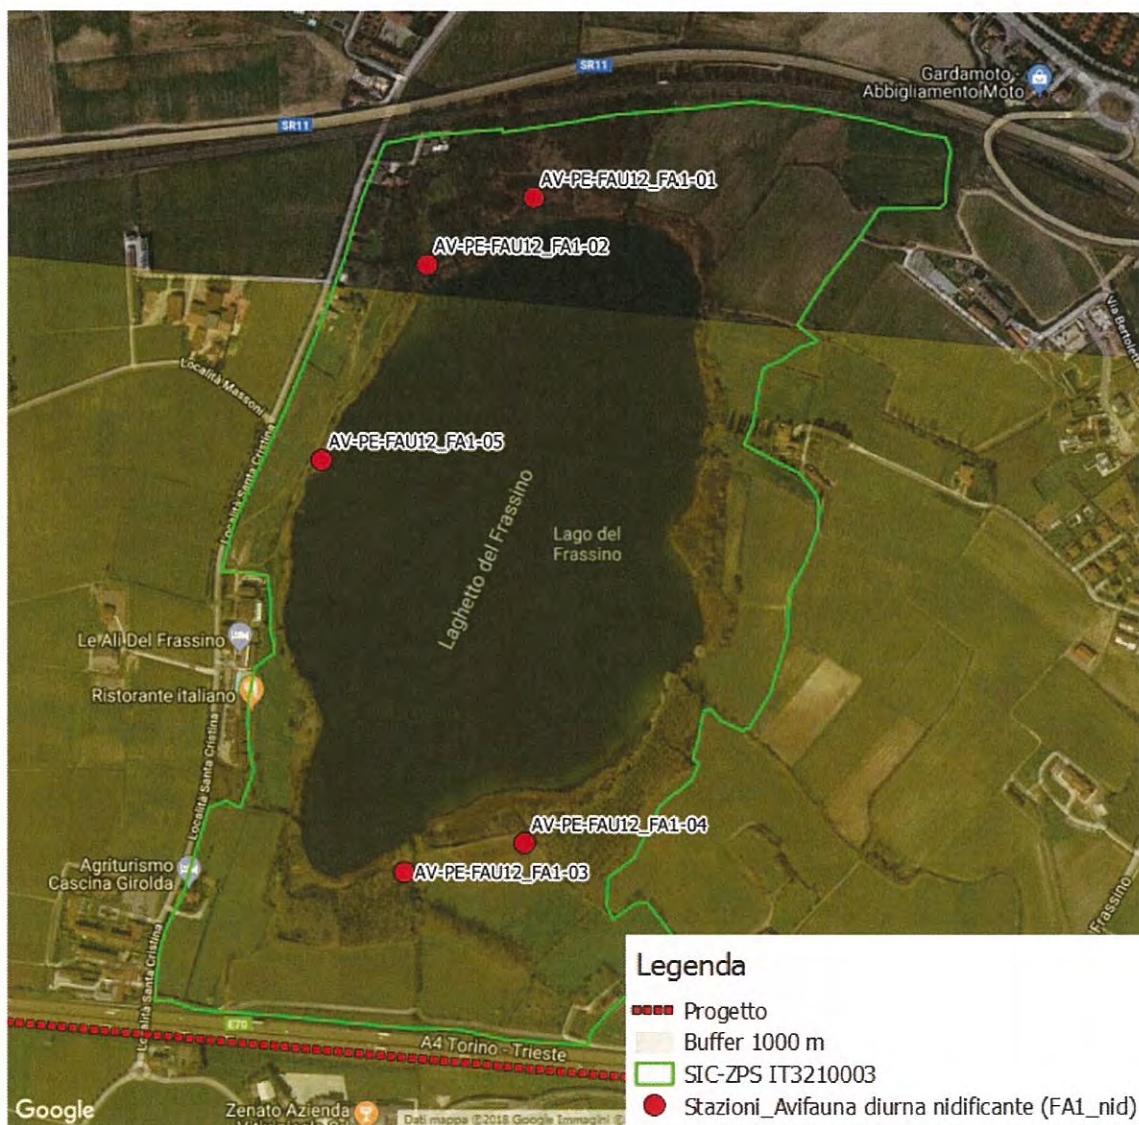 SR11
Gardamoto -
Abbigliamento Moto
SR11
AV-PE-FAU12_FA1-01
AV-PE-FAU12_FA1-02
Via Bertoletta
Località Massoni
AV-PE-FAU12_FA1-05
Località Santa Cristina
Laghetto del Frassino
Lago del
Frassino
Le Ali Del Frassino
Ristorante italiano
Località Santa Cristina
AV-PE-FAU12_FA1-04
Agriturismo
Cascina Girolda
AV-PE-FAU12_FA1-03
Frassino
Località Santa Cristina
E70
A4 Torino - Trieste
Legenda
Progetto
Buffer 1000 m
SIC-ZPS IT3210003
Stazioni_Avifauna diurna nidificante (FA1_nid)
Google
Zenato Azienda
Dati mappa ©2018 Google Immagini ©